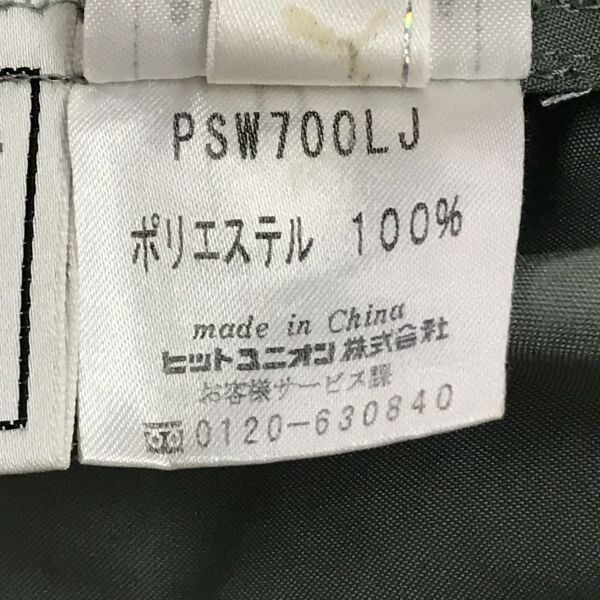 PSW700LJ
ポリエステル 100%
made in China
ヒットユニオン株式会社
お客様サービス課
0120-630840